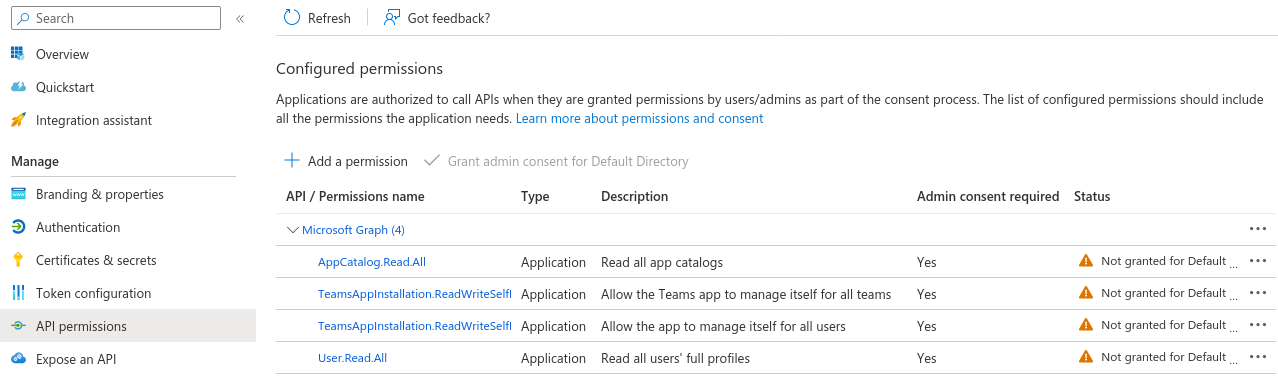 Search
«
Overview
Quickstart
Integration assistant
Manage
Branding & properties
Authentication
Certificates & secrets
Token configuration
API permissions
Expose an API
Refresh
Got feedback?
Configured permissions
Applications are authorized to call APIs when they are granted permissions by users/admins as part of the consent process. The list of configured permissions should include
all the permissions the application needs. Learn more about permissions and consent
Add a permission Grant admin consent for Default Directory
API / Permissions name Type Description Admin consent required Status
Microsoft Graph (4) ...
AppCatalog.Read.All Application Read all app catalogs Yes Not granted for Default ... ...
TeamsAppInstallation.ReadWriteSelfI Application Allow the Teams app to manage itself for all teams Yes Not granted for Default ... ...
TeamsAppInstallation.ReadWriteSelfI Application Allow the app to manage itself for all users Yes Not granted for Default ... ...
User.Read.All Application Read all users' full profiles Yes Not granted for Default ... ...